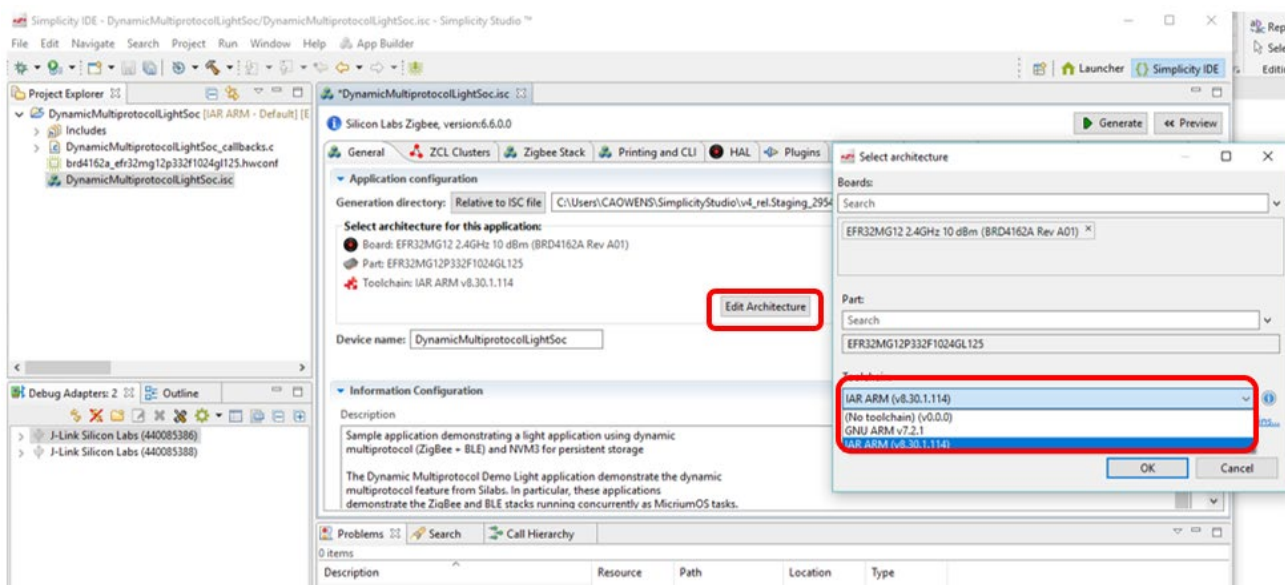 Simplicity IDE - DynamicMultiprotocolLightSoc/DynamicMultiprotocolLightSoc.isc - Simplicity Studio ™
File Edit Navigate Search Project Run Window Help App Builder
Launcher Simplicity IDE
Project Explorer
DynamicMultiprotocolLightSoc [IAR ARM - Default] [E
Includes
DynamicMultiprotocolLightSoc_callbacks.c
brd4162a_efr32mg12p332f1024gl125.hwconf
DynamicMultiprotocolLightSoc.isc
*DynamicMultiprotocolLightSoc.isc
Silicon Labs Zigbee, version:6.6.0.0
Generate
Preview
General ZCL Clusters Zigbee Stack Printing and CLI HAL Plugins
Application configuration
Generation directory: Relative to ISC file C:\Users\CAOWENS\SimplicityStudio\v4_rel.Staging_2954
Select architecture for this application:
Board: EFR32MG12 2.4GHz 10 dBm (BRD4162A Rev A01)
Part: EFR32MG12P332F1024GL125
Toolchain: IAR ARM v8.30.1.114
Edit Architecture
Device name: DynamicMultiprotocolLightSoc
Information Configuration
Description
Sample application demonstrating a light application using dynamic
multiprotocol (ZigBee + BLE) and NVM3 for persistent storage
The Dynamic Multiprotocol Demo Light application demonstrate the dynamic
multiprotocol feature from Silabs. In particular, these applications
demonstrate the ZigBee and BLE stacks running concurrently as MicriumOS tasks.
Select architecture
Boards:
Search
EFR32MG12 2.4GHz 10 dBm (BRD4162A Rev A01)
Part:
Search
EFR32MG12P332F1024GL125
IAR ARM (v8.30.1.114)
(No toolchain) (v0.0.0)
GNU ARM v7.2.1
IAR ARM (v8.30.1.114)
OK Cancel
Debug Adapters: 2 Outline
J-Link Silicon Labs (440085386)
J-Link Silicon Labs (440085388)
Problems Search Call Hierarchy
0 items
Description Resource Path Location Type